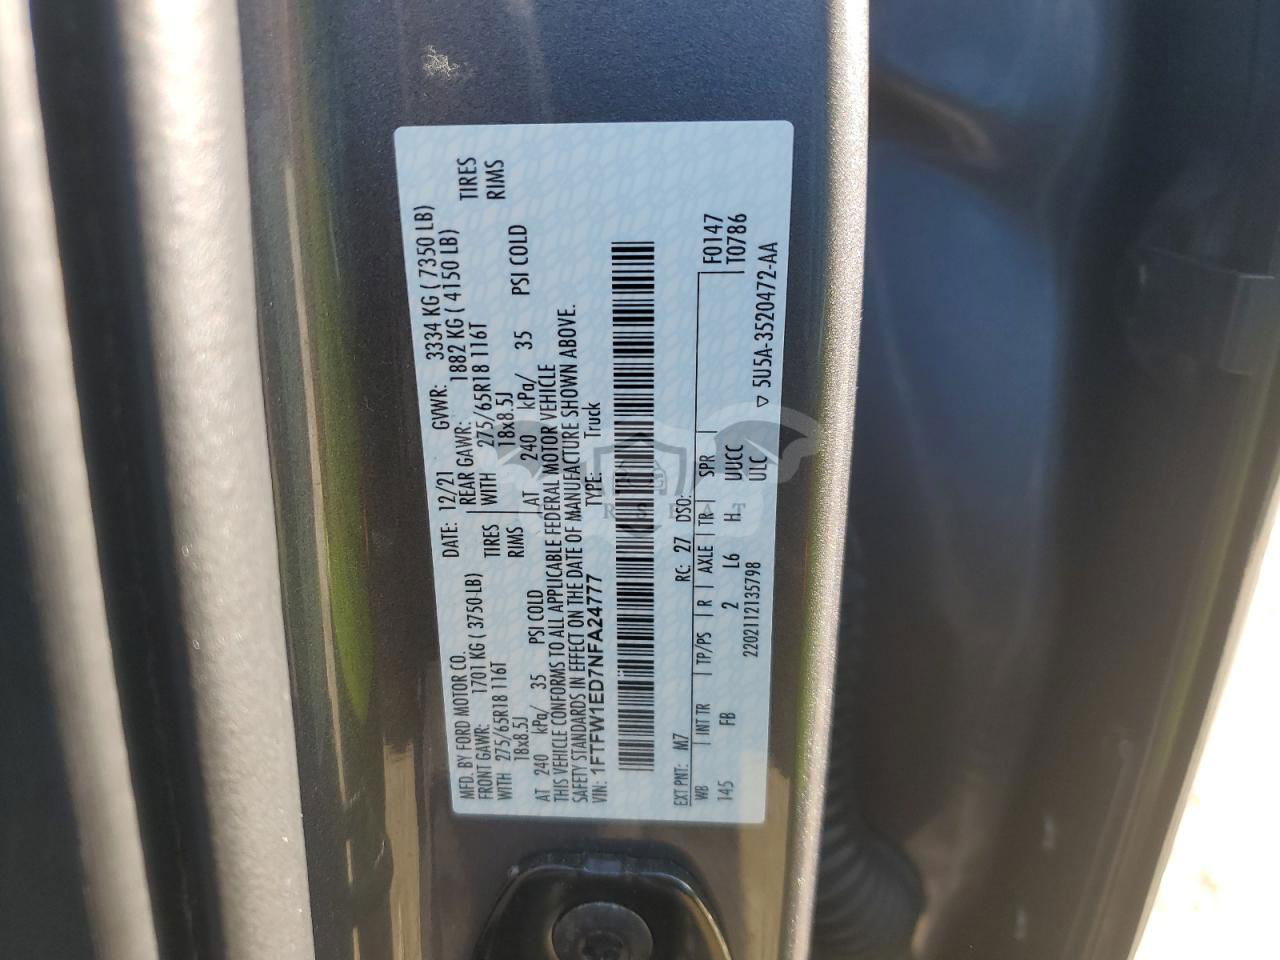 MFD. BY FORD MOTOR CO. DATE: 12/21 GVWR: 3334 KG ( 7350 LB)
FRONT GAWR: 1701 KG ( 3750-LB) REAR GAWR: 1882 KG ( 4150 LB)
WITH 275/65R18 116T TIRES WITH 275/65R18 116T TIRES
18x8.5J RIMS 18x8.5J RIMS
AT 240 kPa/ 35 PSI COLD AT 240 kPa/ 35 PSI COLD
THIS VEHICLE CONFORMS TO ALL APPLICABLE FEDERAL MOTOR VEHICLE
SAFETY STANDARDS IN EFFECT ON THE DATE OF MANUFACTURE SHOWN ABOVE.
VIN: 1FTFW1ED7NFA24777 TYPE: Truck
EXT PNT: M7 RC: 27 DSO: F0147
WB INT TR TP/PS R AXLE TR SPR T0786
145 FB 2 L6 H UUCC
2202112135798 ULC ▽ 5U5A-3520472-AA